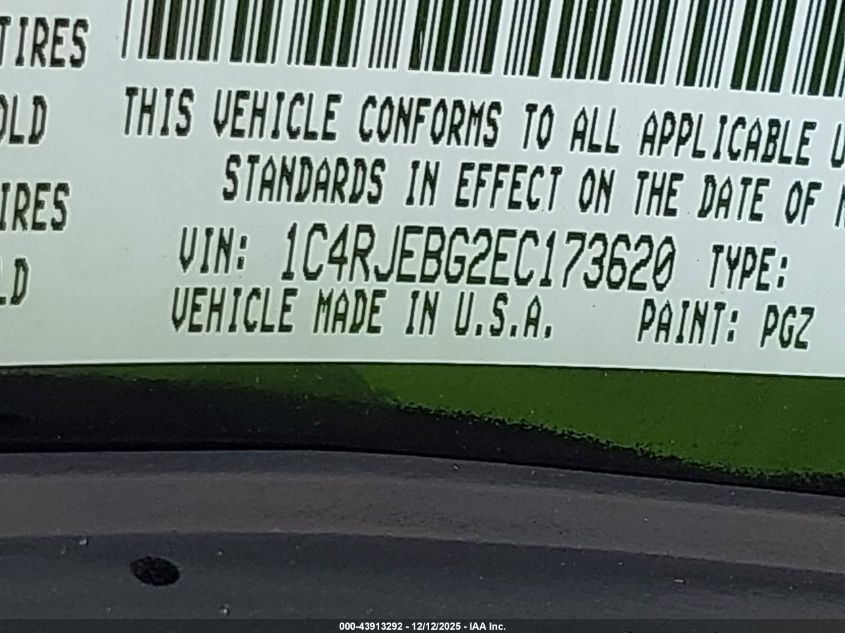 TIRES
OLD
THIS VEHICLE CONFORMS TO ALL APPLICABLE U
STANDARDS IN EFFECT ON THE DATE OF
IRES
VIN: 1C4RJEBG2EC173620 TYPE:
LD
VEHICLE MADE IN U.S.A. PAINT: PGZ
000-43913292 - 12/12/2025 - IAA Inc.